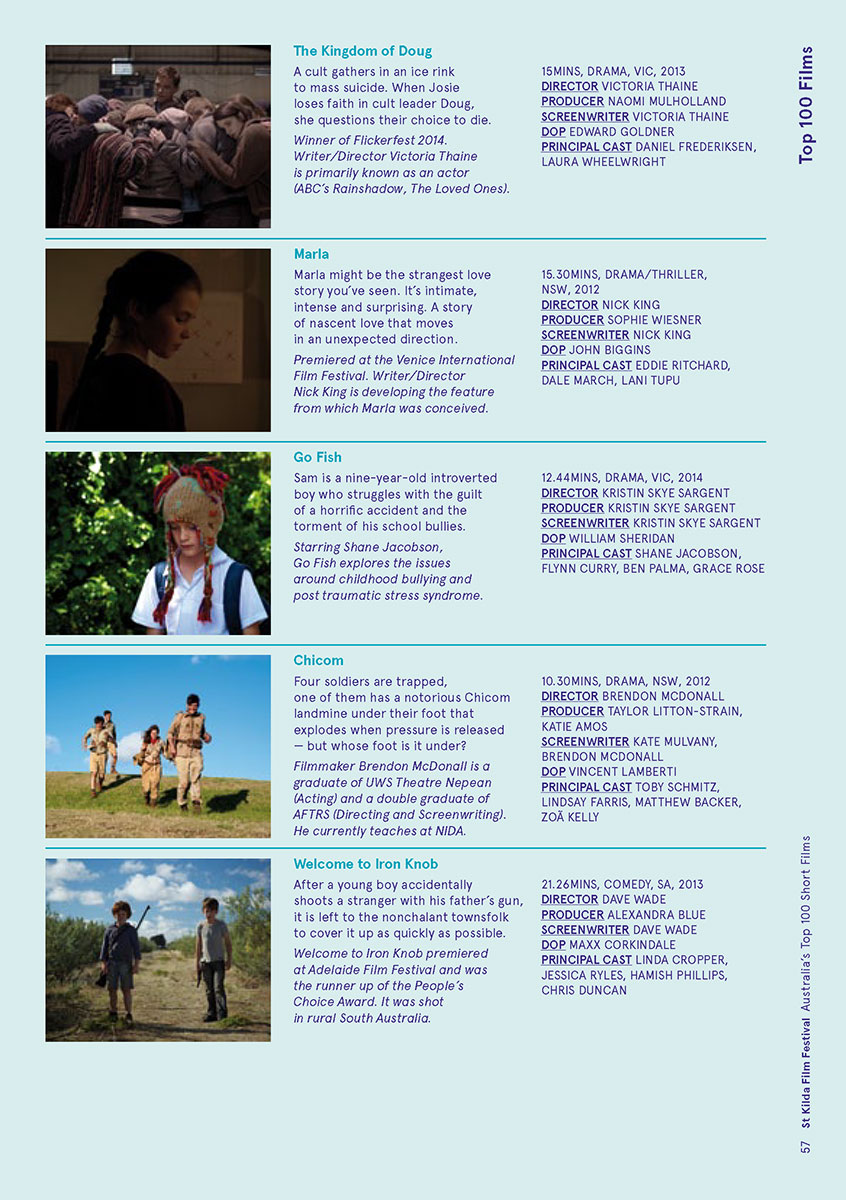 Top 100 Films
The Kingdom of Doug
A cult gathers in an ice rink
to mass suicide. When Josie
loses faith in cult leader Doug,
she questions their choice to die.
Winner of Flickerfest 2014.
Writer/Director Victoria Thaine
is primarily known as an actor
(ABC's Rainshadow, The Loved Ones).
15MINS, DRAMA, VIC, 2013
DIRECTOR VICTORIA THAINE
PRODUCER NAOMI MULHOLLAND
SCREENWRITER VICTORIA THAINE
DOP EDWARD GOLDNER
PRINCIPAL CAST DANIEL FREDERIKSEN,
LAURA WHEELWRIGHT
Marla
Marla might be the strangest love
story you've seen. It's intimate,
intense and surprising. A story
of nascent love that moves
in an unexpected direction.
Premiered at the Venice International
Film Festival. Writer/Director
Nick King is developing the feature
from which Marla was conceived.
15.30MINS, DRAMA/THRILLER,
NSW, 2012
DIRECTOR NICK KING
PRODUCER SOPHIE WIESNER
SCREENWRITER NICK KING
DOP JOHN BIGGINS
PRINCIPAL CAST EDDIE RITCHARD,
DALE MARCH, LANI TUPU
Go Fish
Sam is a nine-year-old introverted
boy who struggles with the guilt
of a horrific accident and the
torment of his school bullies.
Starring Shane Jacobson,
Go Fish explores the issues
around childhood bullying and
post traumatic stress syndrome.
12.44MINS, DRAMA, VIC, 2014
DIRECTOR KRISTIN SKYE SARGENT
PRODUCER KRISTIN SKYE SARGENT
SCREENWRITER KRISTIN SKYE SARGENT
DOP WILLIAM SHERIDAN
PRINCIPAL CAST SHANE JACOBSON,
FLYNN CURRY, BEN PALMA, GRACE ROSE
Chicom
Four soldiers are trapped,
one of them has a notorious Chicom
landmine under their foot that
explodes when pressure is released
— but whose foot is it under?
Filmmaker Brendon McDonall is a
graduate of UWS Theatre Nepean
(Acting) and a double graduate of
AFTRS (Directing and Screenwriting).
He currently teaches at NIDA.
10.30MINS, DRAMA, NSW, 2012
DIRECTOR BRENDON MCDONALL
PRODUCER TAYLOR LITTON-STRAIN,
KATIE AMOS
SCREENWRITER KATE MULVANY,
BRENDON MCDONALL
DOP VINCENT LAMBERTI
PRINCIPAL CAST TOBY SCHMITZ,
LINDSAY FARRIS, MATTHEW BACKER,
ZOÃ KELLY
Welcome to Iron Knob
After a young boy accidentally
shoots a stranger with his father's gun,
it is left to the nonchalant townsfolk
to cover it up as quickly as possible.
Welcome to Iron Knob premiered
at Adelaide Film Festival and was
the runner up of the People's
Choice Award. It was shot
in rural South Australia.
21.26MINS, COMEDY, SA, 2013
DIRECTOR DAVE WADE
PRODUCER ALEXANDRA BLUE
SCREENWRITER DAVE WADE
DOP MAXX CORKINDALE
PRINCIPAL CAST LINDA CROPPER,
JESSICA RYLES, HAMISH PHILLIPS,
CHRIS DUNCAN
57 St Kilda Film Festival Australia's Top 100 Short Films